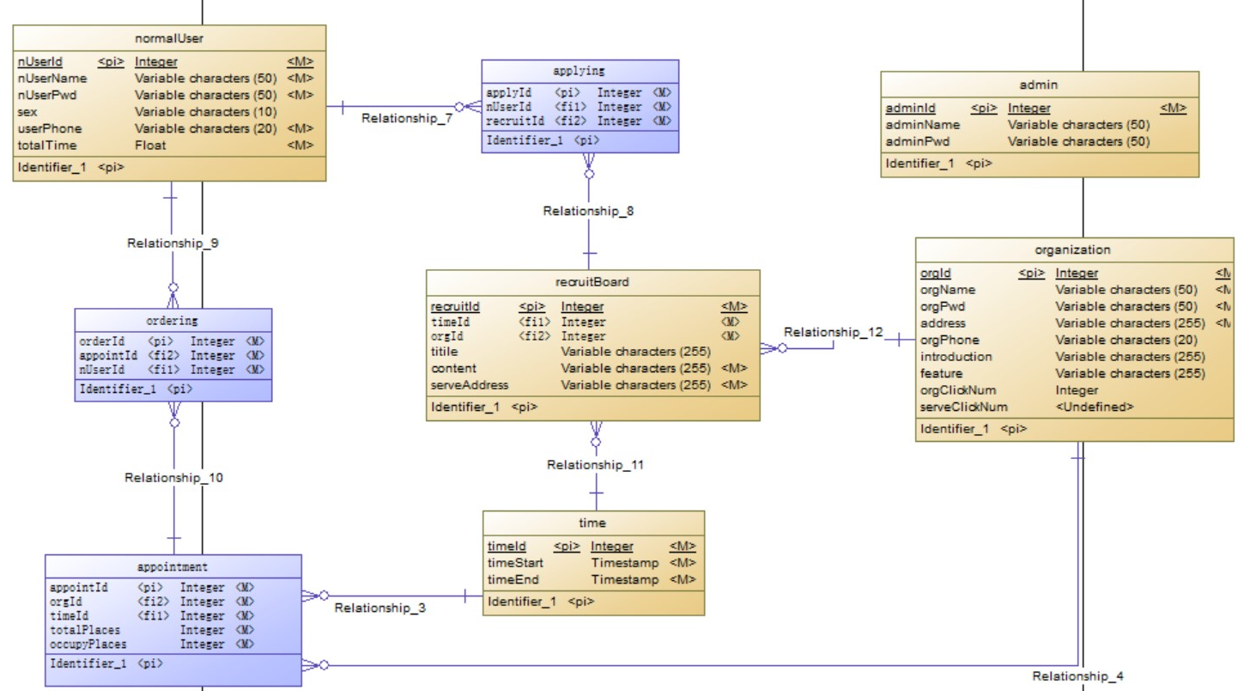 normalUser
nUserId <pi> Integer <M>
nUserName Variable characters (50) <M>
nUserPwd Variable characters (50) <M>
sex Variable characters (10)
userPhone Variable characters (20) <M>
totalTime Float <M>
Identifier_1 <pi>
Relationship_7
applying
applyId <pi> Integer <M>
nUserId <fi1> Integer <M>
recruitId <fi2> Integer <M>
Identifier_1 <pi>
admin
adminId <pi> Integer <M>
adminName Variable characters (50)
adminPwd Variable characters (50)
Identifier_1 <pi>
Relationship_9
Relationship_8
organization
orgId <pi> Integer <M
orgName Variable characters (50) <M
orgPwd Variable characters (50) <M
address Variable characters (255) <M
orgPhone Variable characters (20)
introduction Variable characters (255)
feature Variable characters (255)
orgClickNum Integer
serveClickNum <Undefined>
Identifier_1 <pi>
recruitBoard
recruitId <pi> Integer <M>
timeId <fi1> Integer <M>
orgId <fi2> Integer <M>
titile Variable characters (255)
content Variable characters (255) <M>
serveAddress Variable characters (255) <M>
Identifier_1 <pi>
Relationship_12
ordering
orderId <pi> Integer <M>
appointId <fi2> Integer <M>
nUserId <fi1> Integer <M>
Identifier_1 <pi>
Relationship_10
Relationship_11
time
timeId <pi> Integer <M>
timeStart Timestamp <M>
timeEnd Timestamp <M>
Identifier_1 <pi>
appointment
appointId <pi> Integer <M>
orgId <fi2> Integer <M>
timeId <fi1> Integer <M>
totalPlaces Integer <M>
occupyPlaces Integer <M>
Identifier_1 <pi>
Relationship_3
Relationship_4